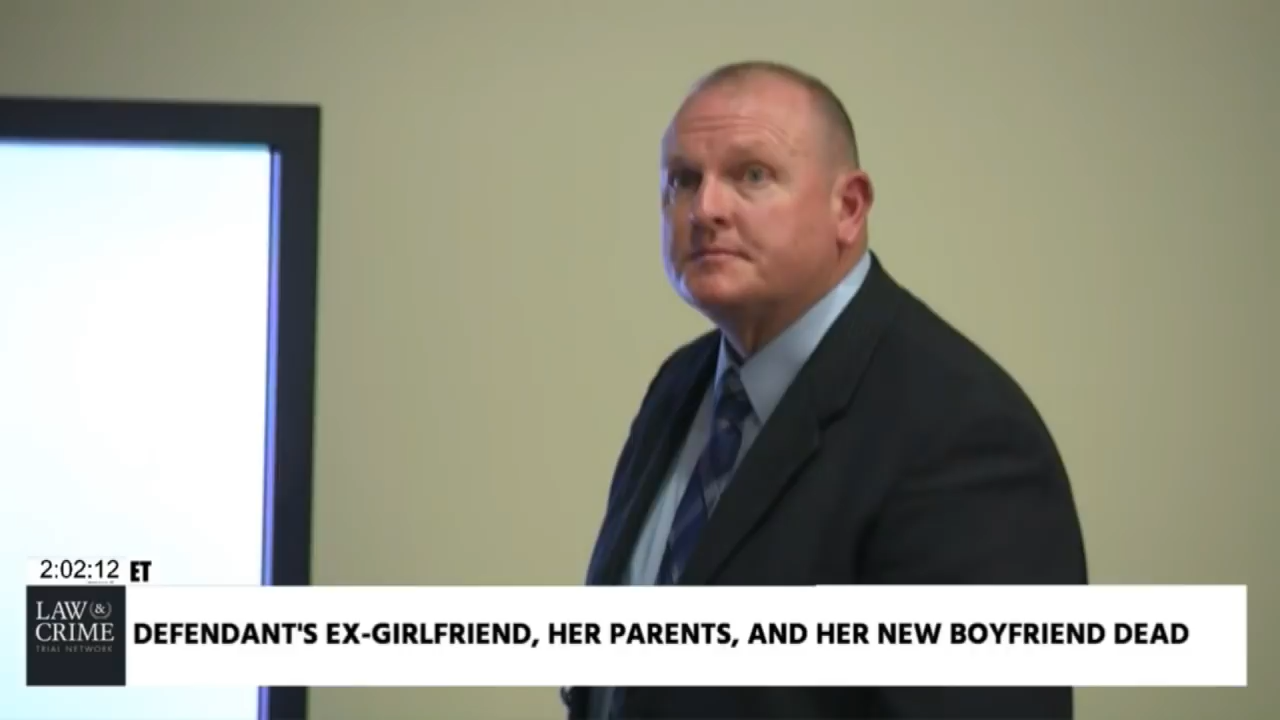 2:02:12 ET
LAW & CRIME
TRIAL NETWORK
DEFENDANT'S EX-GIRLFRIEND, HER PARENTS, AND HER NEW BOYFRIEND DEAD